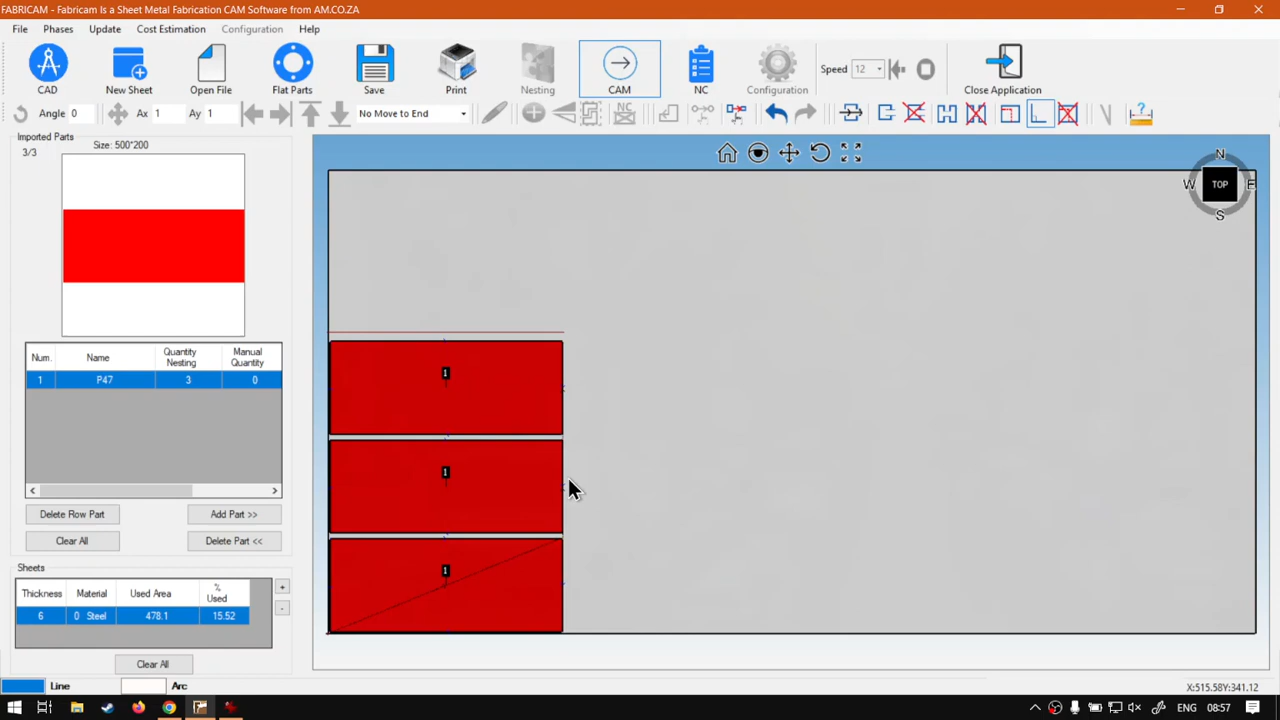 FABRICAM - Fabricam Is a Sheet Metal Fabrication CAM Software from AM.CO.ZA
File Phases Update Cost Estimation Configuration Help
CAD New Sheet Open File Flat Parts Save Print Nesting CAM NC Configuration Speed 12 Close Application
Angle 0 Ax 1 Ay 1 No Move to End NC
Imported Parts
3/3 Size: 500*200
N
W TOP E
S
Num. Name Quantity Nesting Manual Quantity
1 P47 3 0
1
1
1
Delete Row Part Add Part >>
Clear All Delete Part <<
Sheets
Thickness Material Used Area % Used
6 0 Steel 478.1 15.52
+
-
Clear All
Line Arc X:515.58Y:341.12
ENG 08:57